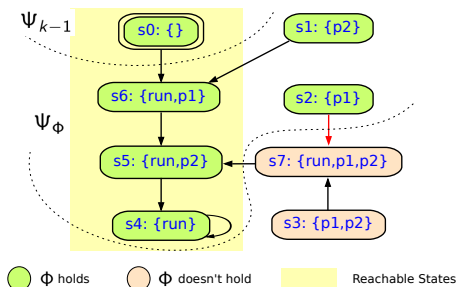 Ψk−1
s0: {}
s1: {p2}
s6: {run,p1}
s2: {p1}
ΨΦ
s5: {run,p2}
s7: {run,p1,p2}
s4: {run}
s3: {p1,p2}
Φ holds
Φ doesn't hold
Reachable States